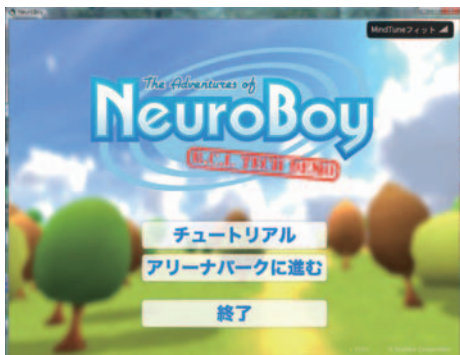 NeuroBoy
MindTuneフィット
The Adventures of
NeuroBoy
チュートリアル
アリーナパークに進む
終了